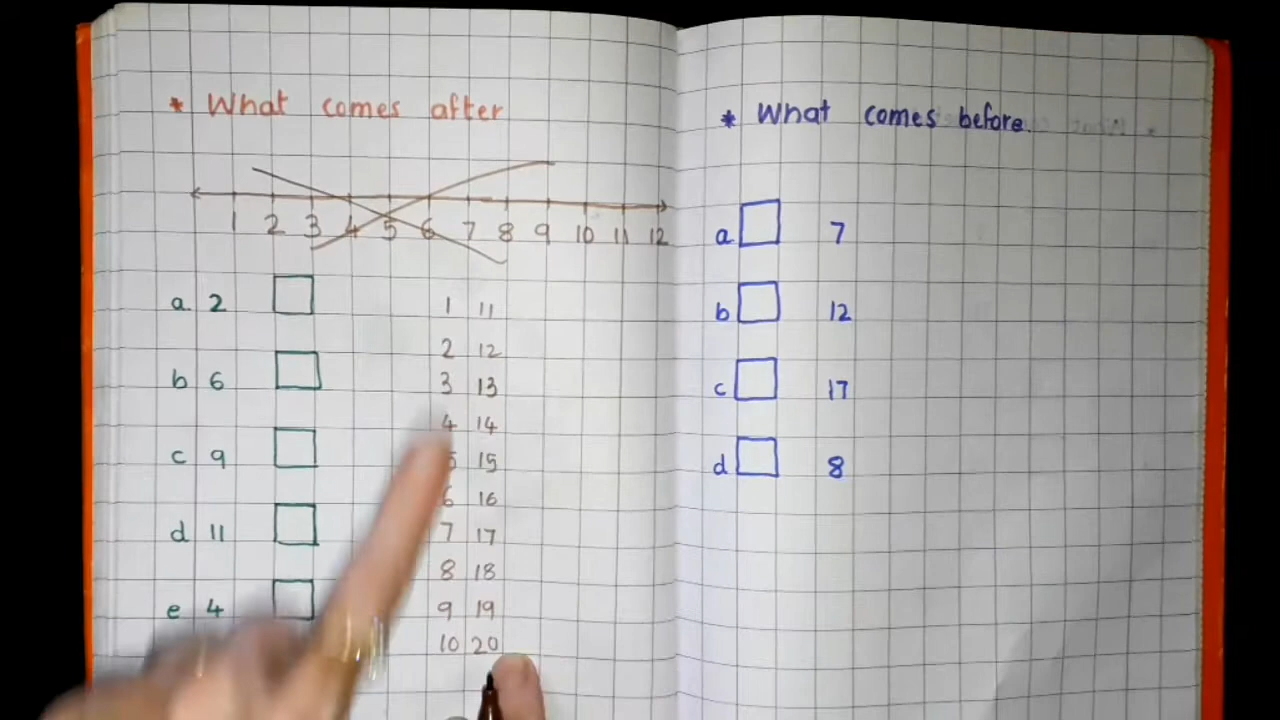 * What comes after
1 2 3 4 5 6 7 8 9 10 11 12
a 2
b 6
c 9
d 11
e 4
1 11
2 12
3 13
4 14
5 15
6 16
7 17
8 18
9 19
10 20
* What comes before.
a 7
b 12
c 17
d 8